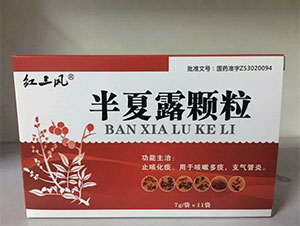 批准文号：国药准字Z53020094
红三风®
半夏露颗粒
BAN XIA LU KE LI
功能主治：
止咳化痰。用于咳嗽多痰，支气管炎。
7g/袋×11袋